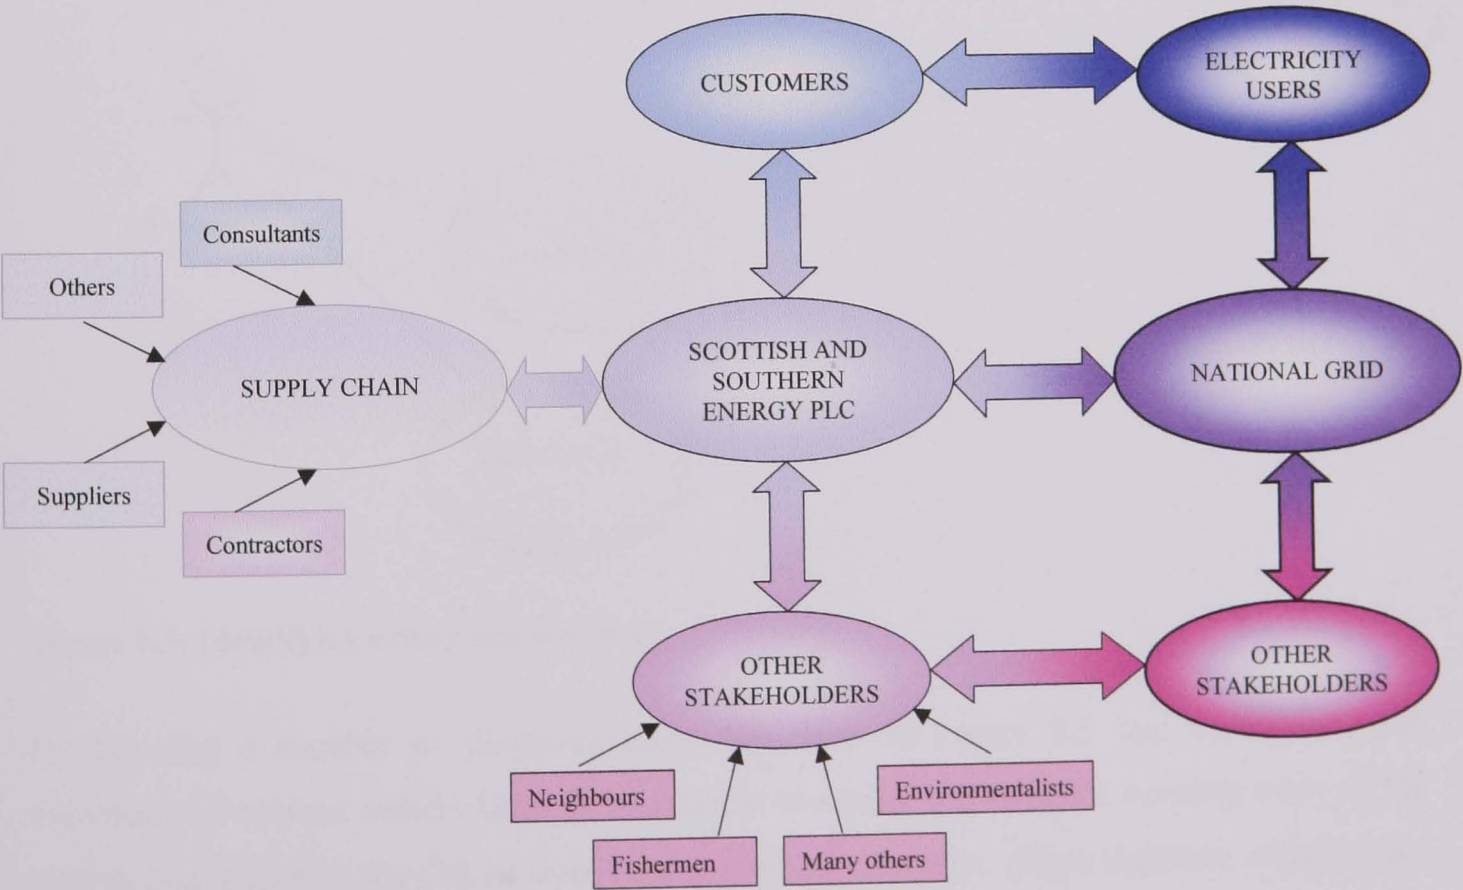 CUSTOMERS
ELECTRICITY
USERS
Consultants
Others
SUPPLY CHAIN
SCOTTISH AND
SOUTHERN
ENERGY PLC
NATIONAL GRID
Suppliers
Contractors
OTHER
STAKEHOLDERS
OTHER
STAKEHOLDERS
Neighbours
Environmentalists
Fishermen
Many others